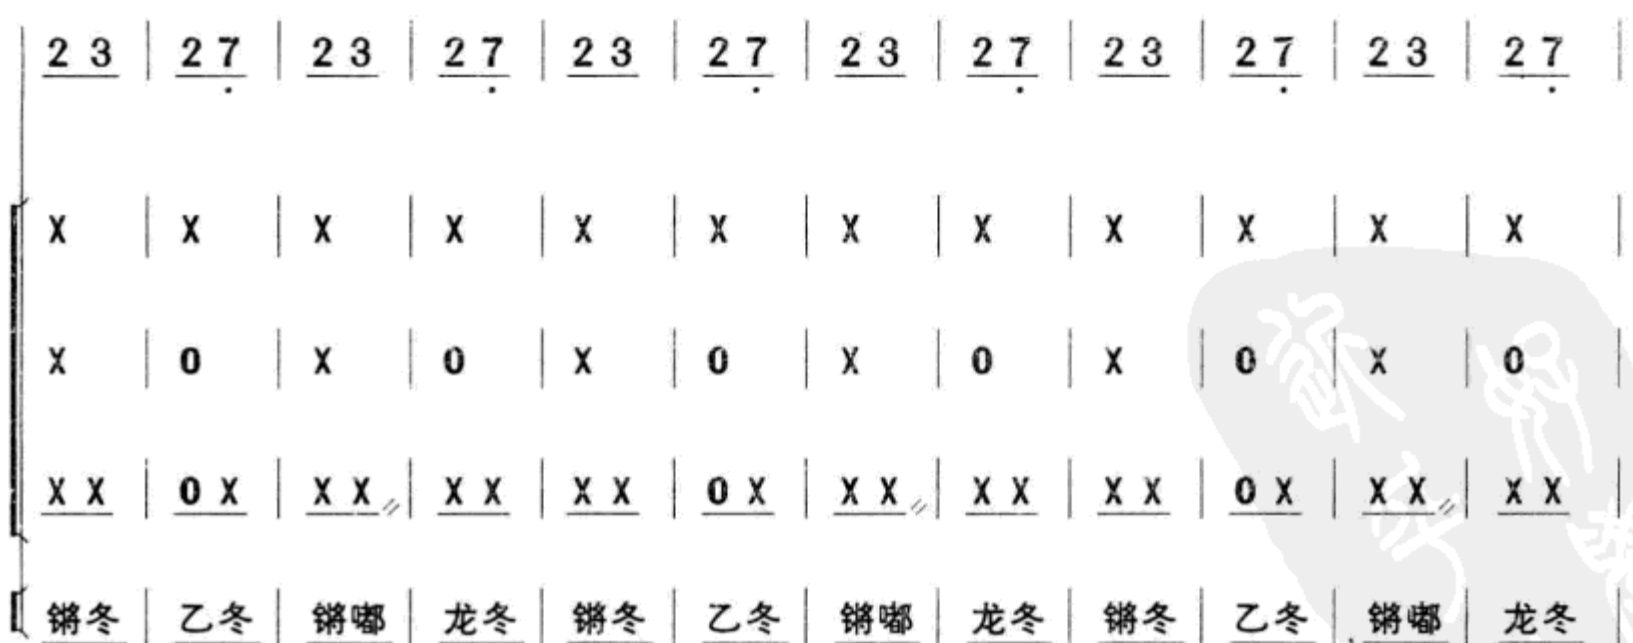 2 3 | 2 7̣ | 2 3 | 2 7̣ | 2 3 | 2 7̣ | 2 3 | 2 7̣ | 2 3 | 2 7̣ | 2 3 | 2 7̣ |
X | X | X | X | X | X | X | X | X | X | X | X |
X | 0 | X | 0 | X | 0 | X | 0 | X | 0 | X | 0 |
X X | 0 X | X X〃 | X X | X X | 0 X | X X〃 | X X | X X | 0 X | X X〃 | X X |
锵冬 | 乙冬 | 锵嘟 | 龙冬 | 锵冬 | 乙冬 | 锵嘟 | 龙冬 | 锵冬 | 乙冬 | 锵嘟 | 龙冬 |